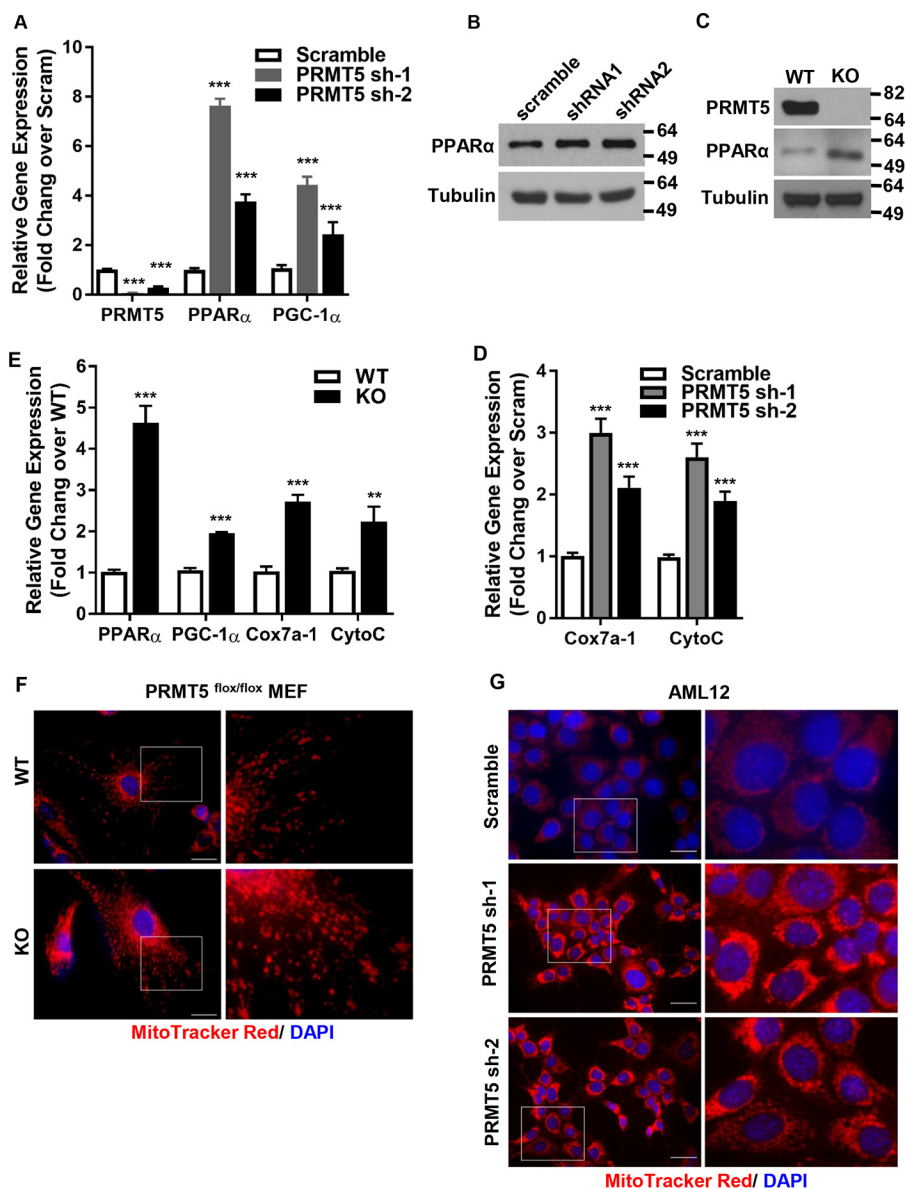 A
Relative Gene Expression
(Fold Chang over Scram)
10
8
6
4
2
0
Scramble
PRMT5 sh-1
PRMT5 sh-2
***
***
***
***
***
***
PRMT5
PPARα
PGC-1α
B
scramble
shRNA1
shRNA2
PPARα
64
49
Tubulin
64
49
C
WT
KO
PRMT5
82
64
PPARα
64
49
Tubulin
64
49
E
Relative Gene Expression
(Fold Chang over WT)
6
5
4
3
2
1
0
WT
KO
***
***
***
**
PPARα
PGC-1α
Cox7a-1
CytoC
D
Relative Gene Expression
(Fold Chang over Scram)
4
3
2
1
0
Scramble
PRMT5 sh-1
PRMT5 sh-2
***
***
***
***
Cox7a-1
CytoC
F
PRMT5 flox/flox MEF
WT
KO
MitoTracker Red/ DAPI
G
AML12
Scramble
PRMT5 sh-1
PRMT5 sh-2
MitoTracker Red/ DAPI